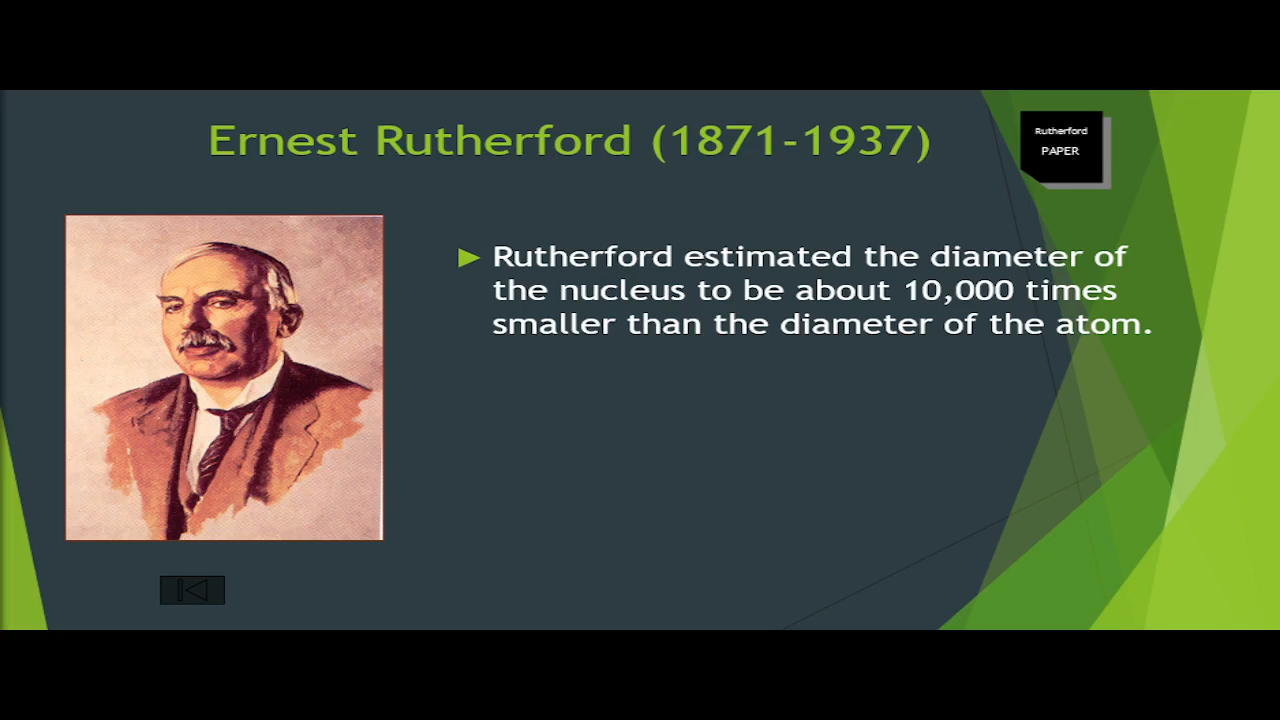 Ernest Rutherford (1871-1937)
Rutherford
PAPER
Rutherford estimated the diameter of
the nucleus to be about 10,000 times
smaller than the diameter of the atom.